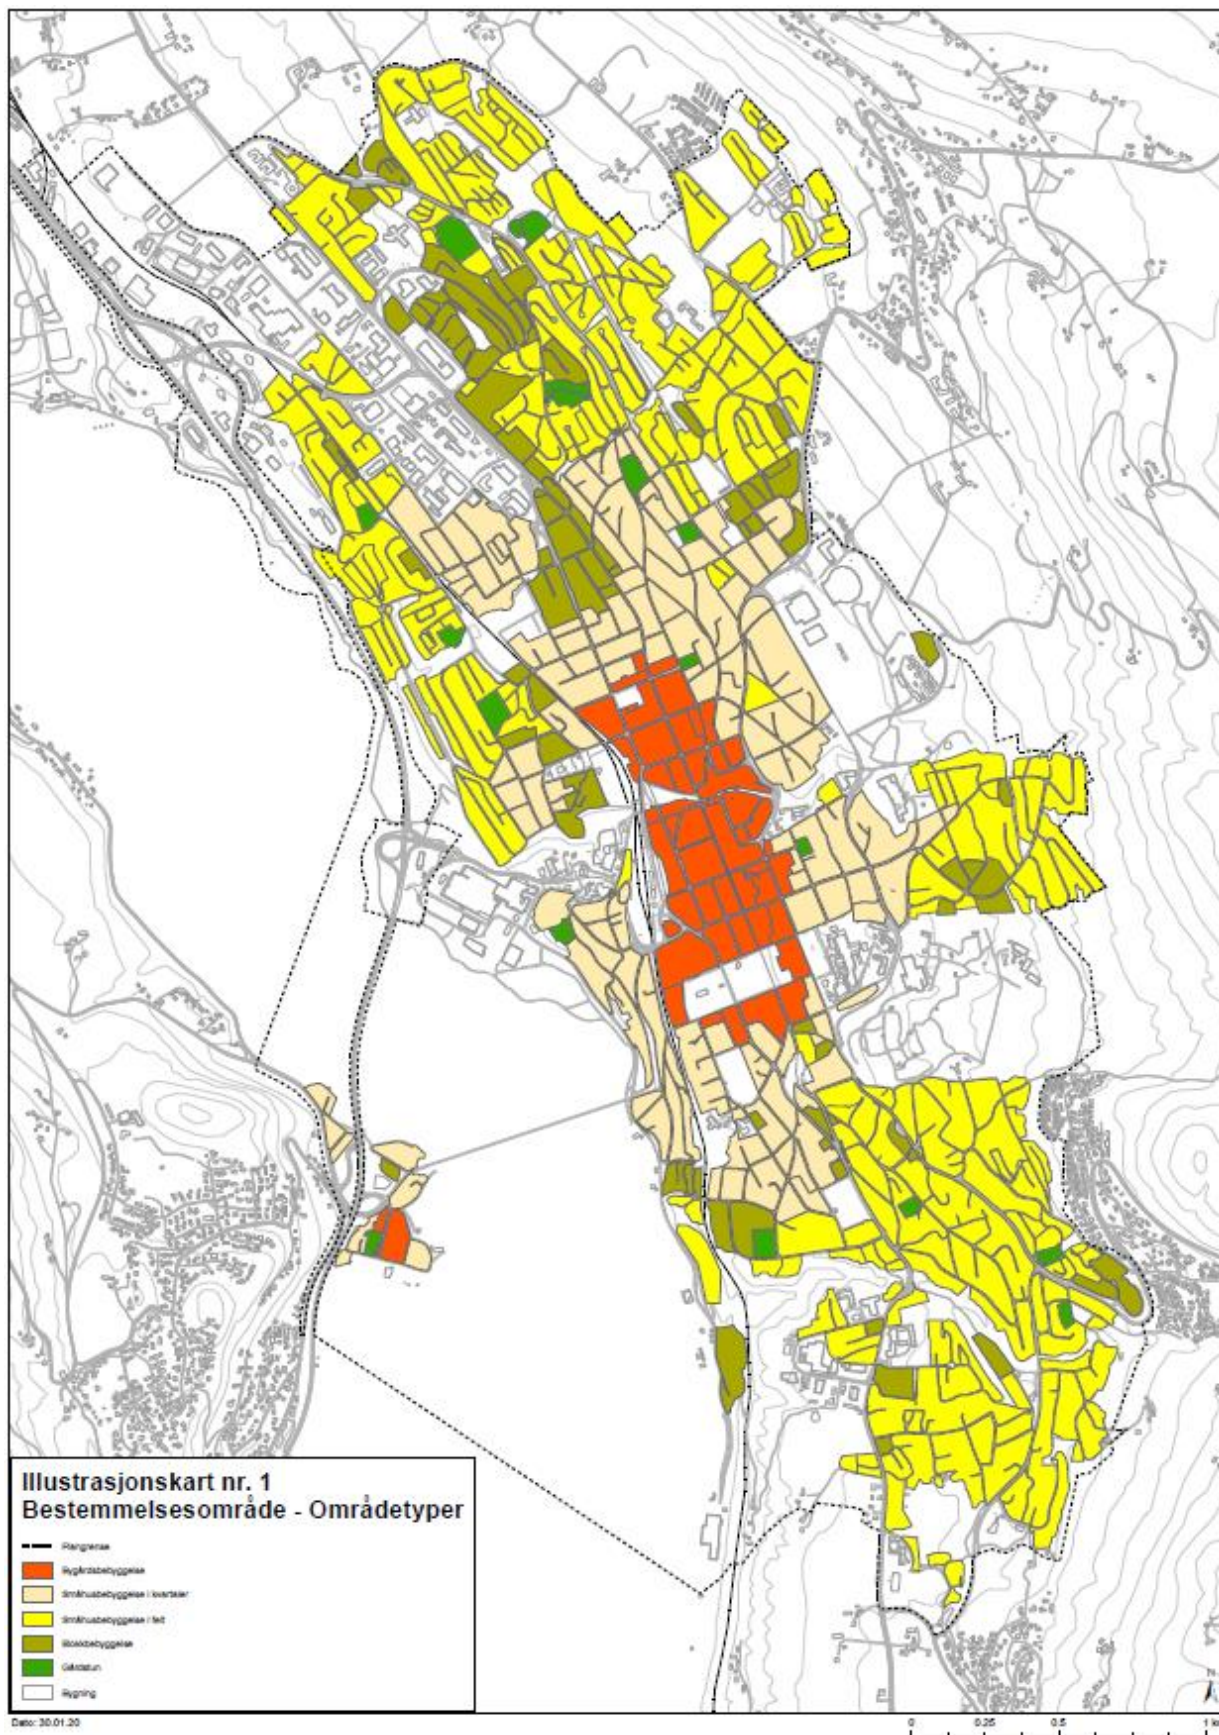 Illustrasjonskart nr. 1
Bestemmelsesområde - Områdetyper
Plangrense
Bygårdsbebyggelse
Småhusbebyggelse i kvartaler
Småhusbebyggelse i felt
Blokkbebyggelse
Gårdstun
Bygning
Dato: 30.01.20
N
0 0.25 0.5 1 k